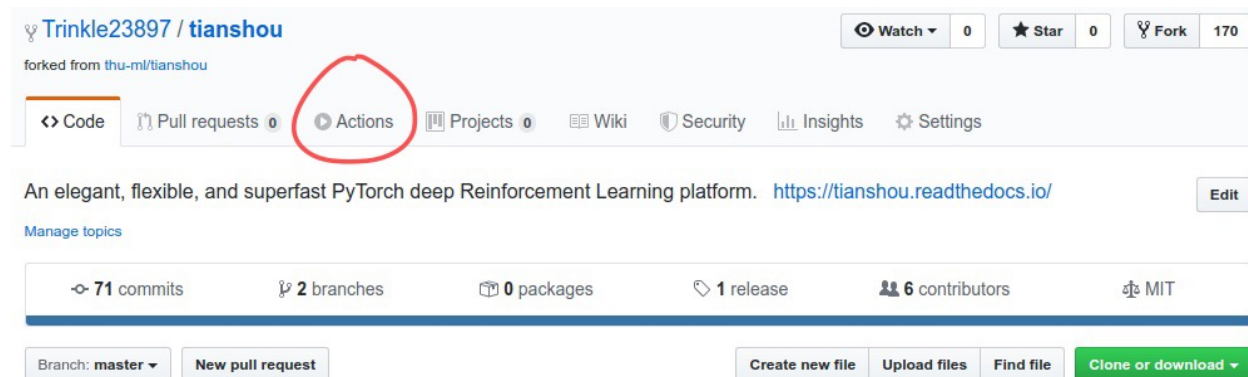 Trinkle23897 / tianshou
Watch 0 Star 0 Fork 170
forked from thu-ml/tianshou
Code Pull requests 0 Actions Projects 0 Wiki Security Insights Settings
An elegant, flexible, and superfast PyTorch deep Reinforcement Learning platform. https://tianshou.readthedocs.io/ Edit
Manage topics
71 commits 2 branches 0 packages 1 release 6 contributors MIT
Branch: master New pull request Create new file Upload files Find file Clone or download